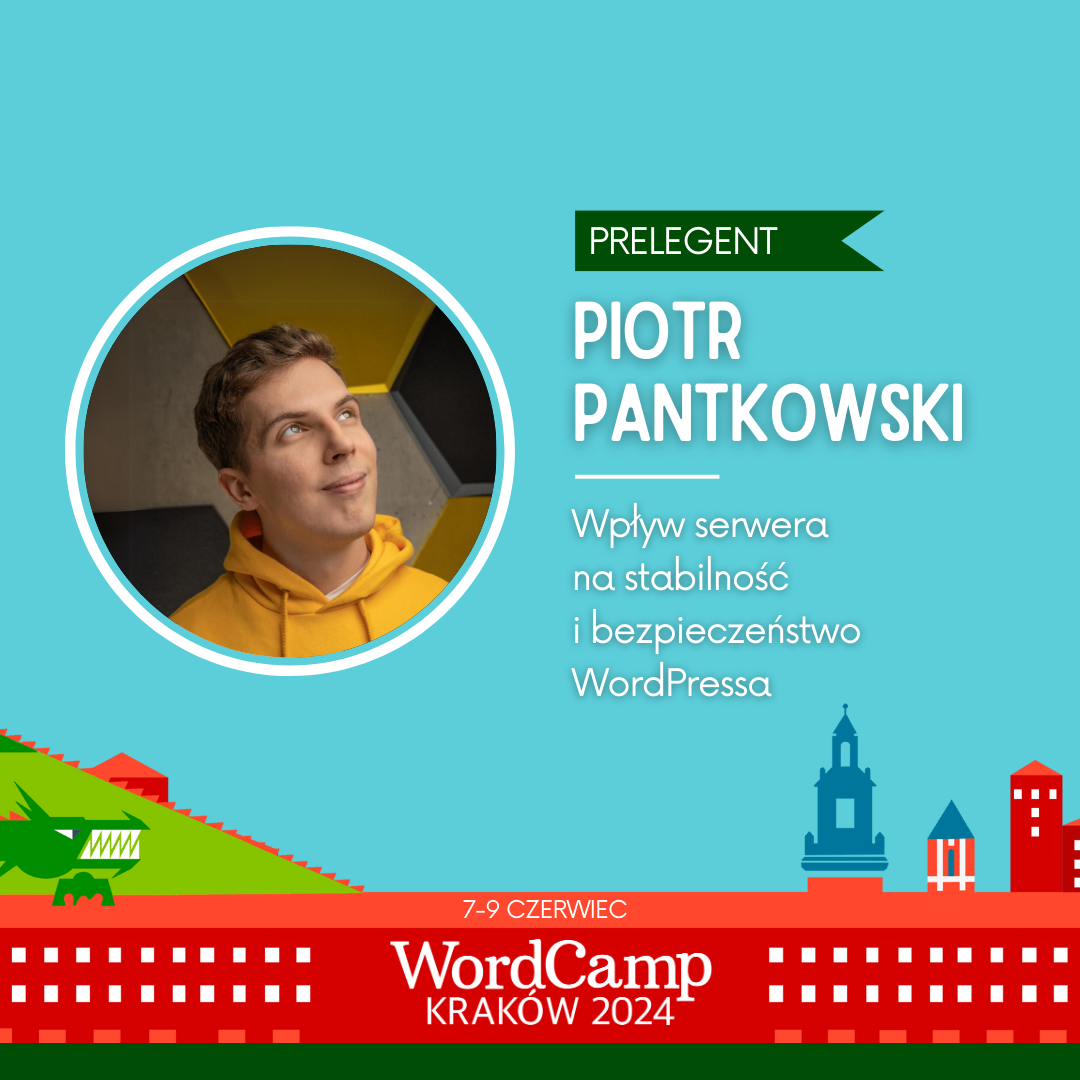 PRELEGENT
PIOTR
PANTKOWSKI
Wpływ serwera
na stabilność
i bezpieczeństwo
WordPressa
7-9 CZERWIEC
WordCamp
KRAKÓW 2024